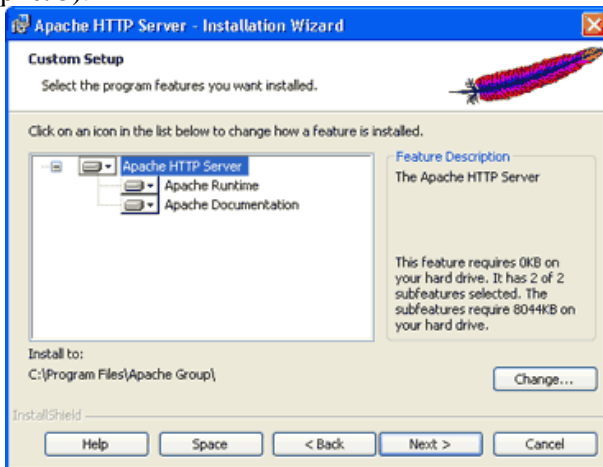 Apache HTTP Server - Installation Wizard
Custom Setup
Select the program features you want installed.
Click on an icon in the list below to change how a feature is installed.
Apache HTTP Server
Apache Runtime
Apache Documentation
Feature Description
The Apache HTTP Server
This feature requires 0KB on
your hard drive. It has 2 of 2
subfeatures selected. The
subfeatures require 8044KB on
your hard drive.
Install to:
C:\Program Files\Apache Group\
Change...
InstallShield
Help
Space
< Back
Next >
Cancel